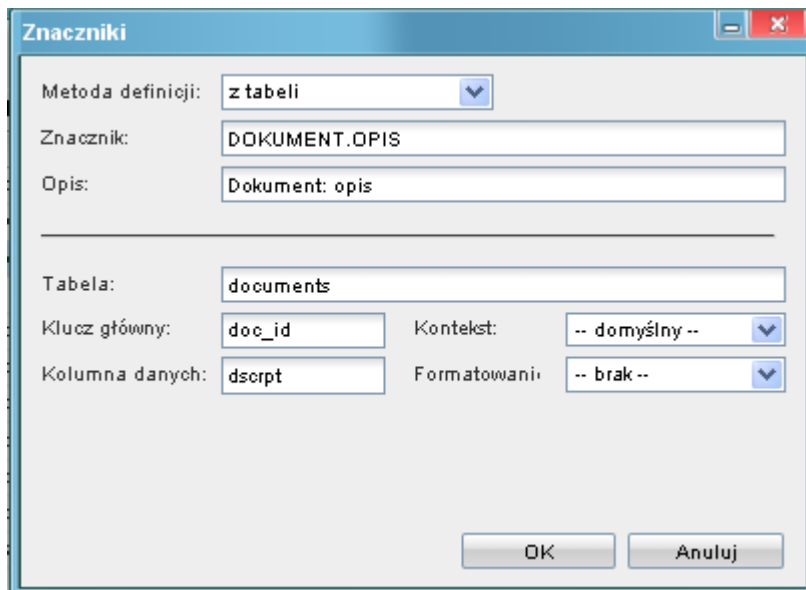 Znaczniki
Metoda definicji: z tabeli
Znacznik: DOKUMENT.OPIS
Opis: Dokument: opis
Tabela: documents
Klucz główny: doc_id Kontekst: -- domyślny --
Kolumna danych: dscrpt Formatowani -- brak --
OK Anuluj